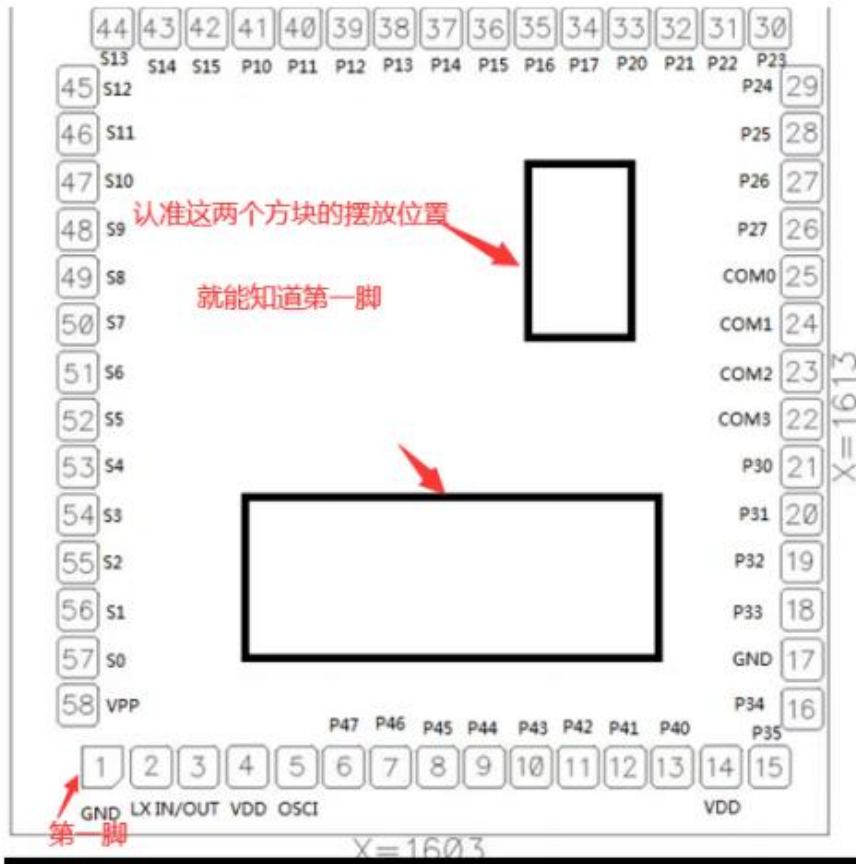 44 43 42 41 40 39 38 37 36 35 34 33 32 31 30
S13 S14 S15 P10 P11 P12 P13 P14 P15 P16 P17 P20 P21 P22 P23
45 S12 P24 29
46 S11 P25 28
47 S10 P26 27
认准这两个方块的摆放位置
48 S9 P27 26
49 S8 COM0 25
就能知道第一脚
50 S7 COM1 24
51 S6 COM2 23
52 S5 COM3 22
X=1613
53 S4 P30 21
54 S3 P31 20
55 S2 P32 19
56 S1 P33 18
57 S0 GND 17
58 VPP P34 16
P47 P46 P45 P44 P43 P42 P41 P40 P35
1 2 3 4 5 6 7 8 9 10 11 12 13 14 15
GND LX IN/OUT VDD OSCI VDD
第一脚
X=1603